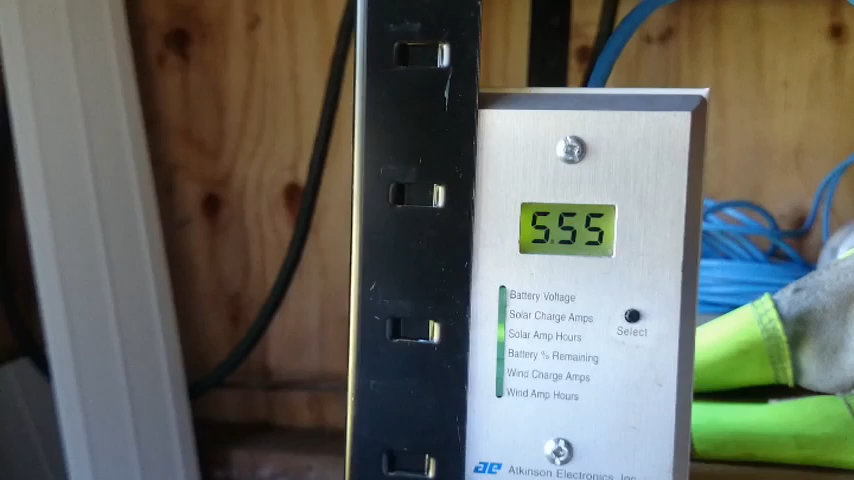 5.55
Battery Voltage
Solar Charge Amps
Solar Amp Hours
Battery % Remaining
Wind Charge Amps
Wind Amp Hours
Select
ae Atkinson Electronics, Inc.